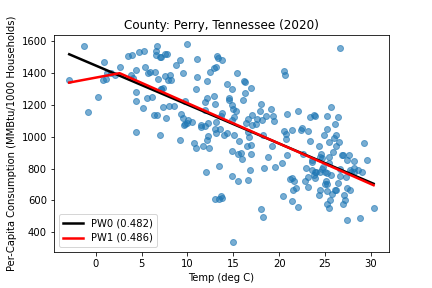 County: Perry, Tennessee (2020)
Per-Capita Consumption (MMBtu/1000 Households)
1600
1400
1200
1000
800
600
400
PW0 (0.482)
PW1 (0.486)
0
5
10
15
20
25
30
Temp (deg C)